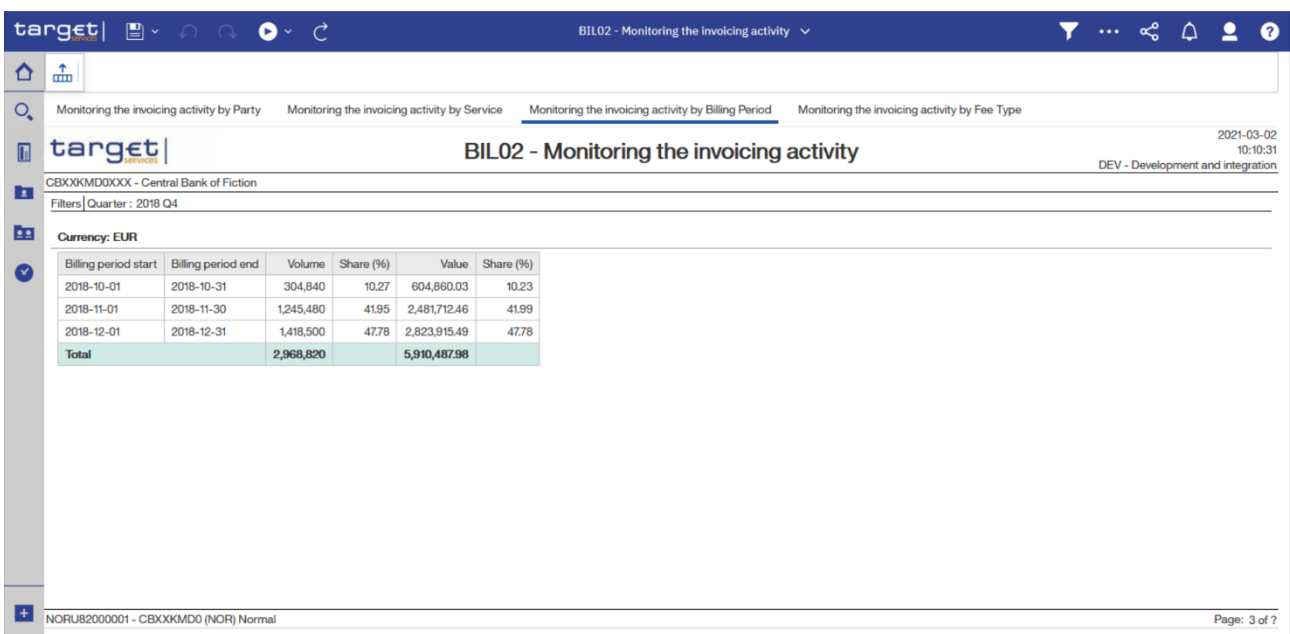 target| services BIL02 - Monitoring the invoicing activity ?
Monitoring the invoicing activity by Party Monitoring the invoicing activity by Service Monitoring the invoicing activity by Billing Period Monitoring the invoicing activity by Fee Type
target| services BIL02 - Monitoring the invoicing activity
2021-03-02
10:10:31
DEV - Development and integration
CBXXKMD0XXX - Central Bank of Fiction
Filters Quarter : 2018 Q4
Currency: EUR
Billing period start Billing period end Volume Share (%) Value Share (%)
2018-10-01 2018-10-31 304,840 10.27 604,860.03 10.23
2018-11-01 2018-11-30 1,245,480 41.95 2,481,712.46 41.99
2018-12-01 2018-12-31 1,418,500 47.78 2,823,915.49 47.78
Total 2,968,820 5,910,487.98
NORU82000001 - CBXXKMD0 (NOR) Normal Page: 3 of ?